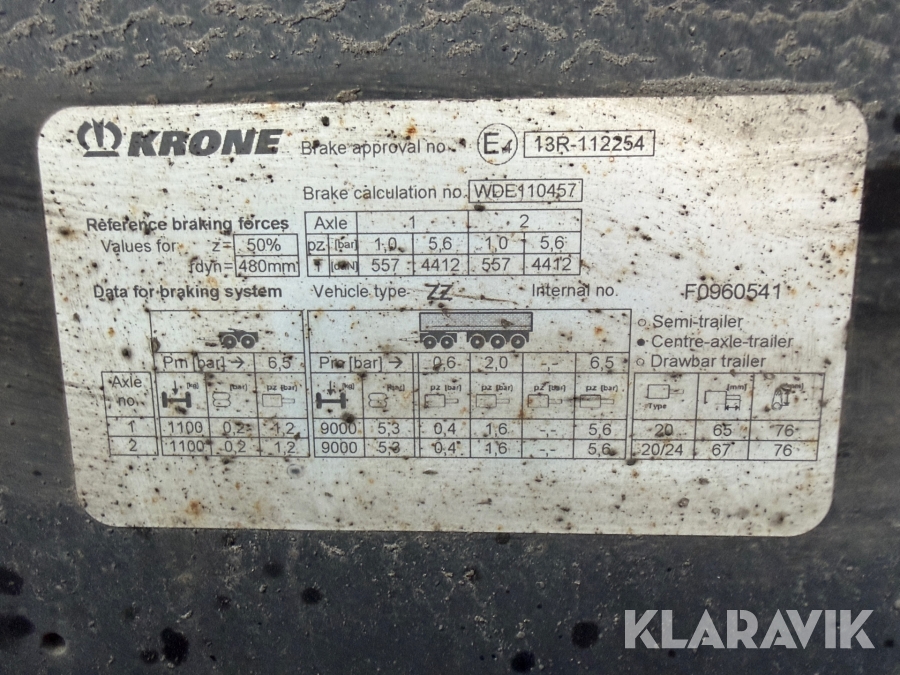 KRONE Brake approval no. E4 13R-112254
Brake calculation no. WDE110457
Reference braking forces Axle 1 2
Values for z= 50% pz [bar] 1,0 5,6 1,0 5,6
rdyn= 480mm T [daN] 557 4412 557 4412
Data for braking system Vehicle type ZZ Internal no. F0960541
Semi-trailer
Centre-axle-trailer
Drawbar trailer
Pm [bar] → 6,5 Pm [bar] → 0,6 2,0 -,- 6,5
Axle no. [kg] [bar] pz [bar] [kg] [bar] pz [bar] pz [bar] pz [bar] pz [bar] Type [mm] [mm]
1 1100 0,2 1,2 9000 5,3 0,4 1,6 -,- 5,6 20 65 76
2 1100 0,2 1,2 9000 5,3 0,4 1,6 -,- 5,6 20/24 67 76
KLARAVIK